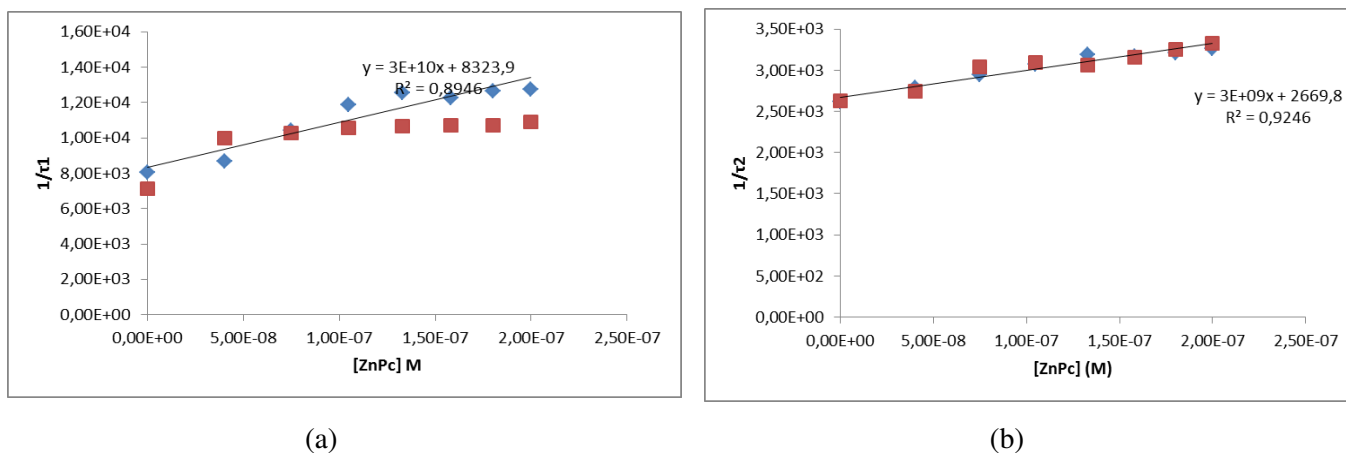 1,60E+04
1,40E+04
1,20E+04
1,00E+04
8,00E+03
6,00E+03
4,00E+03
2,00E+03
0,00E+00
1/τ1
y = 3E+10x + 8323,9
R² = 0,8946
0,00E+00 5,00E-08 1,00E-07 1,50E-07 2,00E-07 2,50E-07
[ZnPc] M
(a)
3,50E+03
3,00E+03
2,50E+03
2,00E+03
1,50E+03
1,00E+03
5,00E+02
0,00E+00
1/τ2
y = 3E+09x + 2669,8
R² = 0,9246
0,00E+00 5,00E-08 1,00E-07 1,50E-07 2,00E-07 2,50E-07
[ZnPc] (M)
(b)